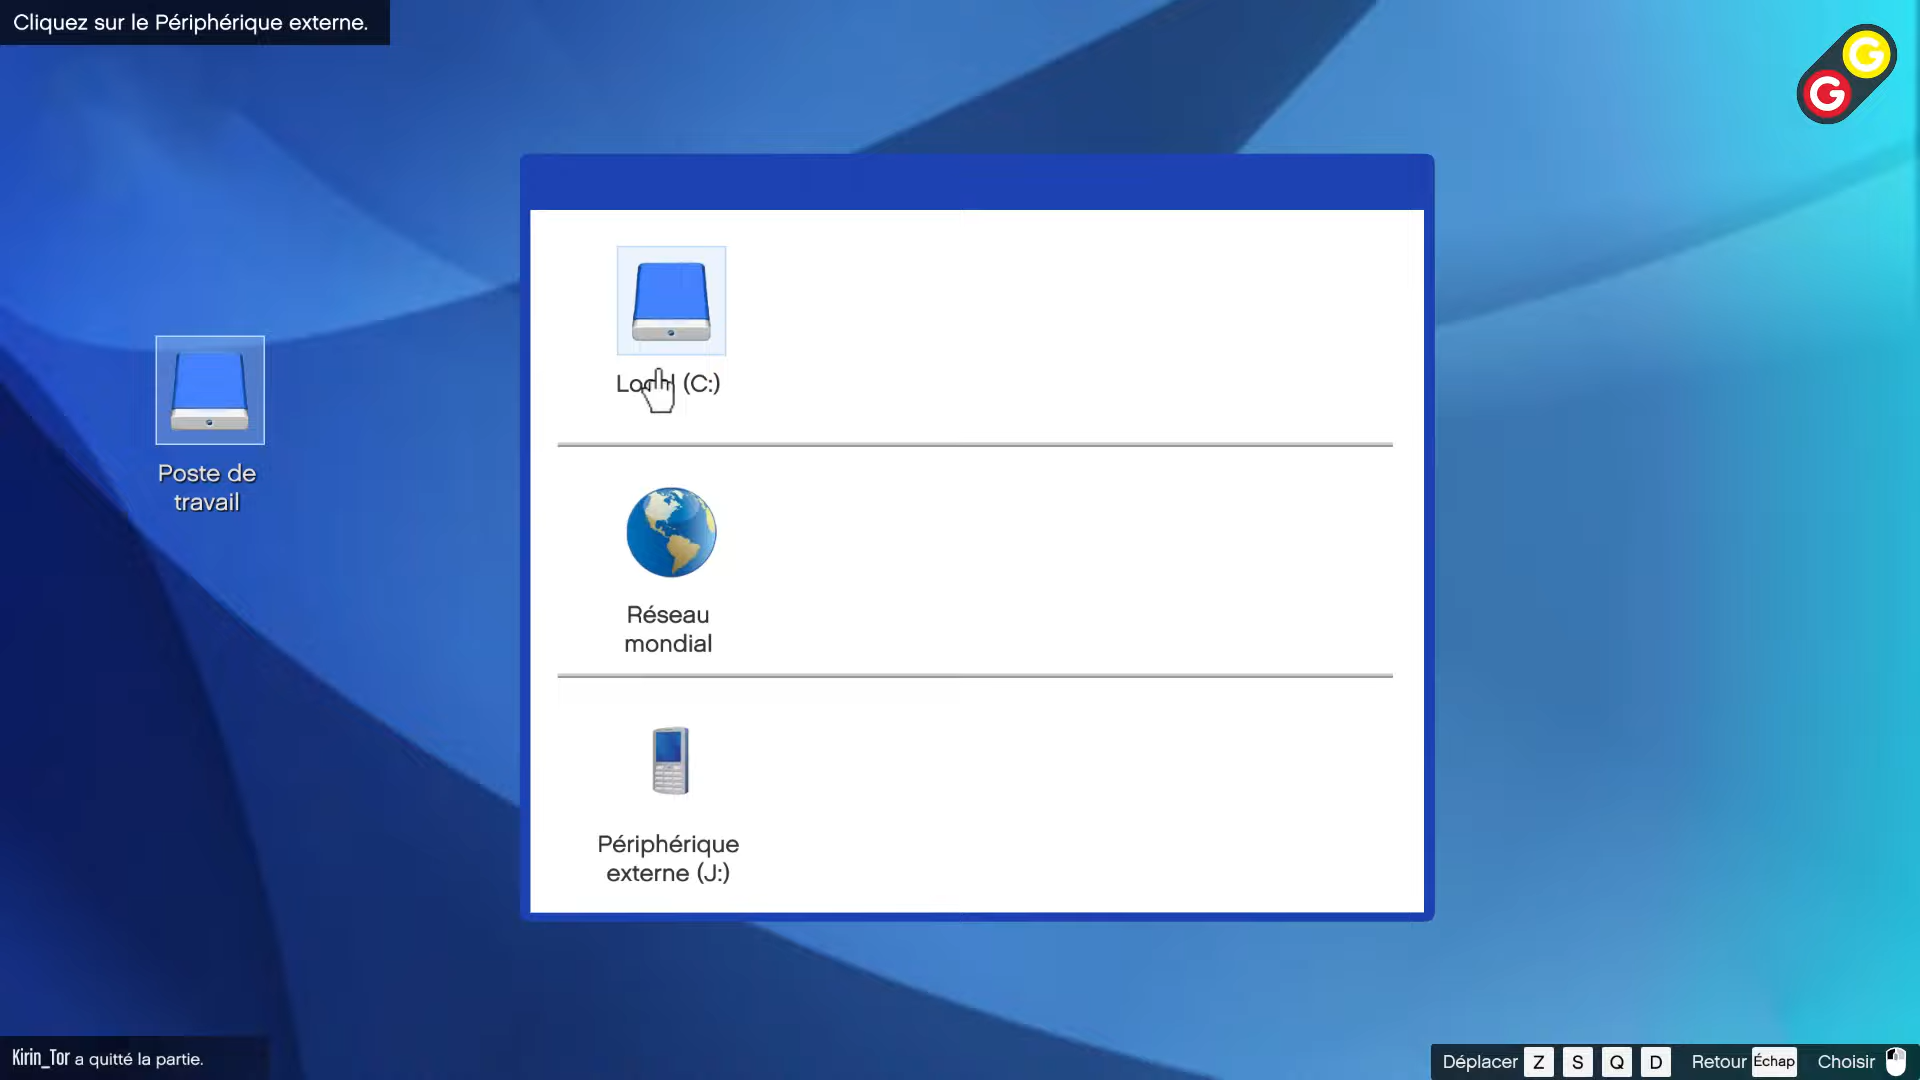 Cliquez sur le Périphérique externe.
G
G
Local (C:)
Poste de
travail
Réseau
mondial
Périphérique
externe (J:)
Kirin_Tor a quitté la partie.
Déplacer Z S Q D Retour Échap Choisir